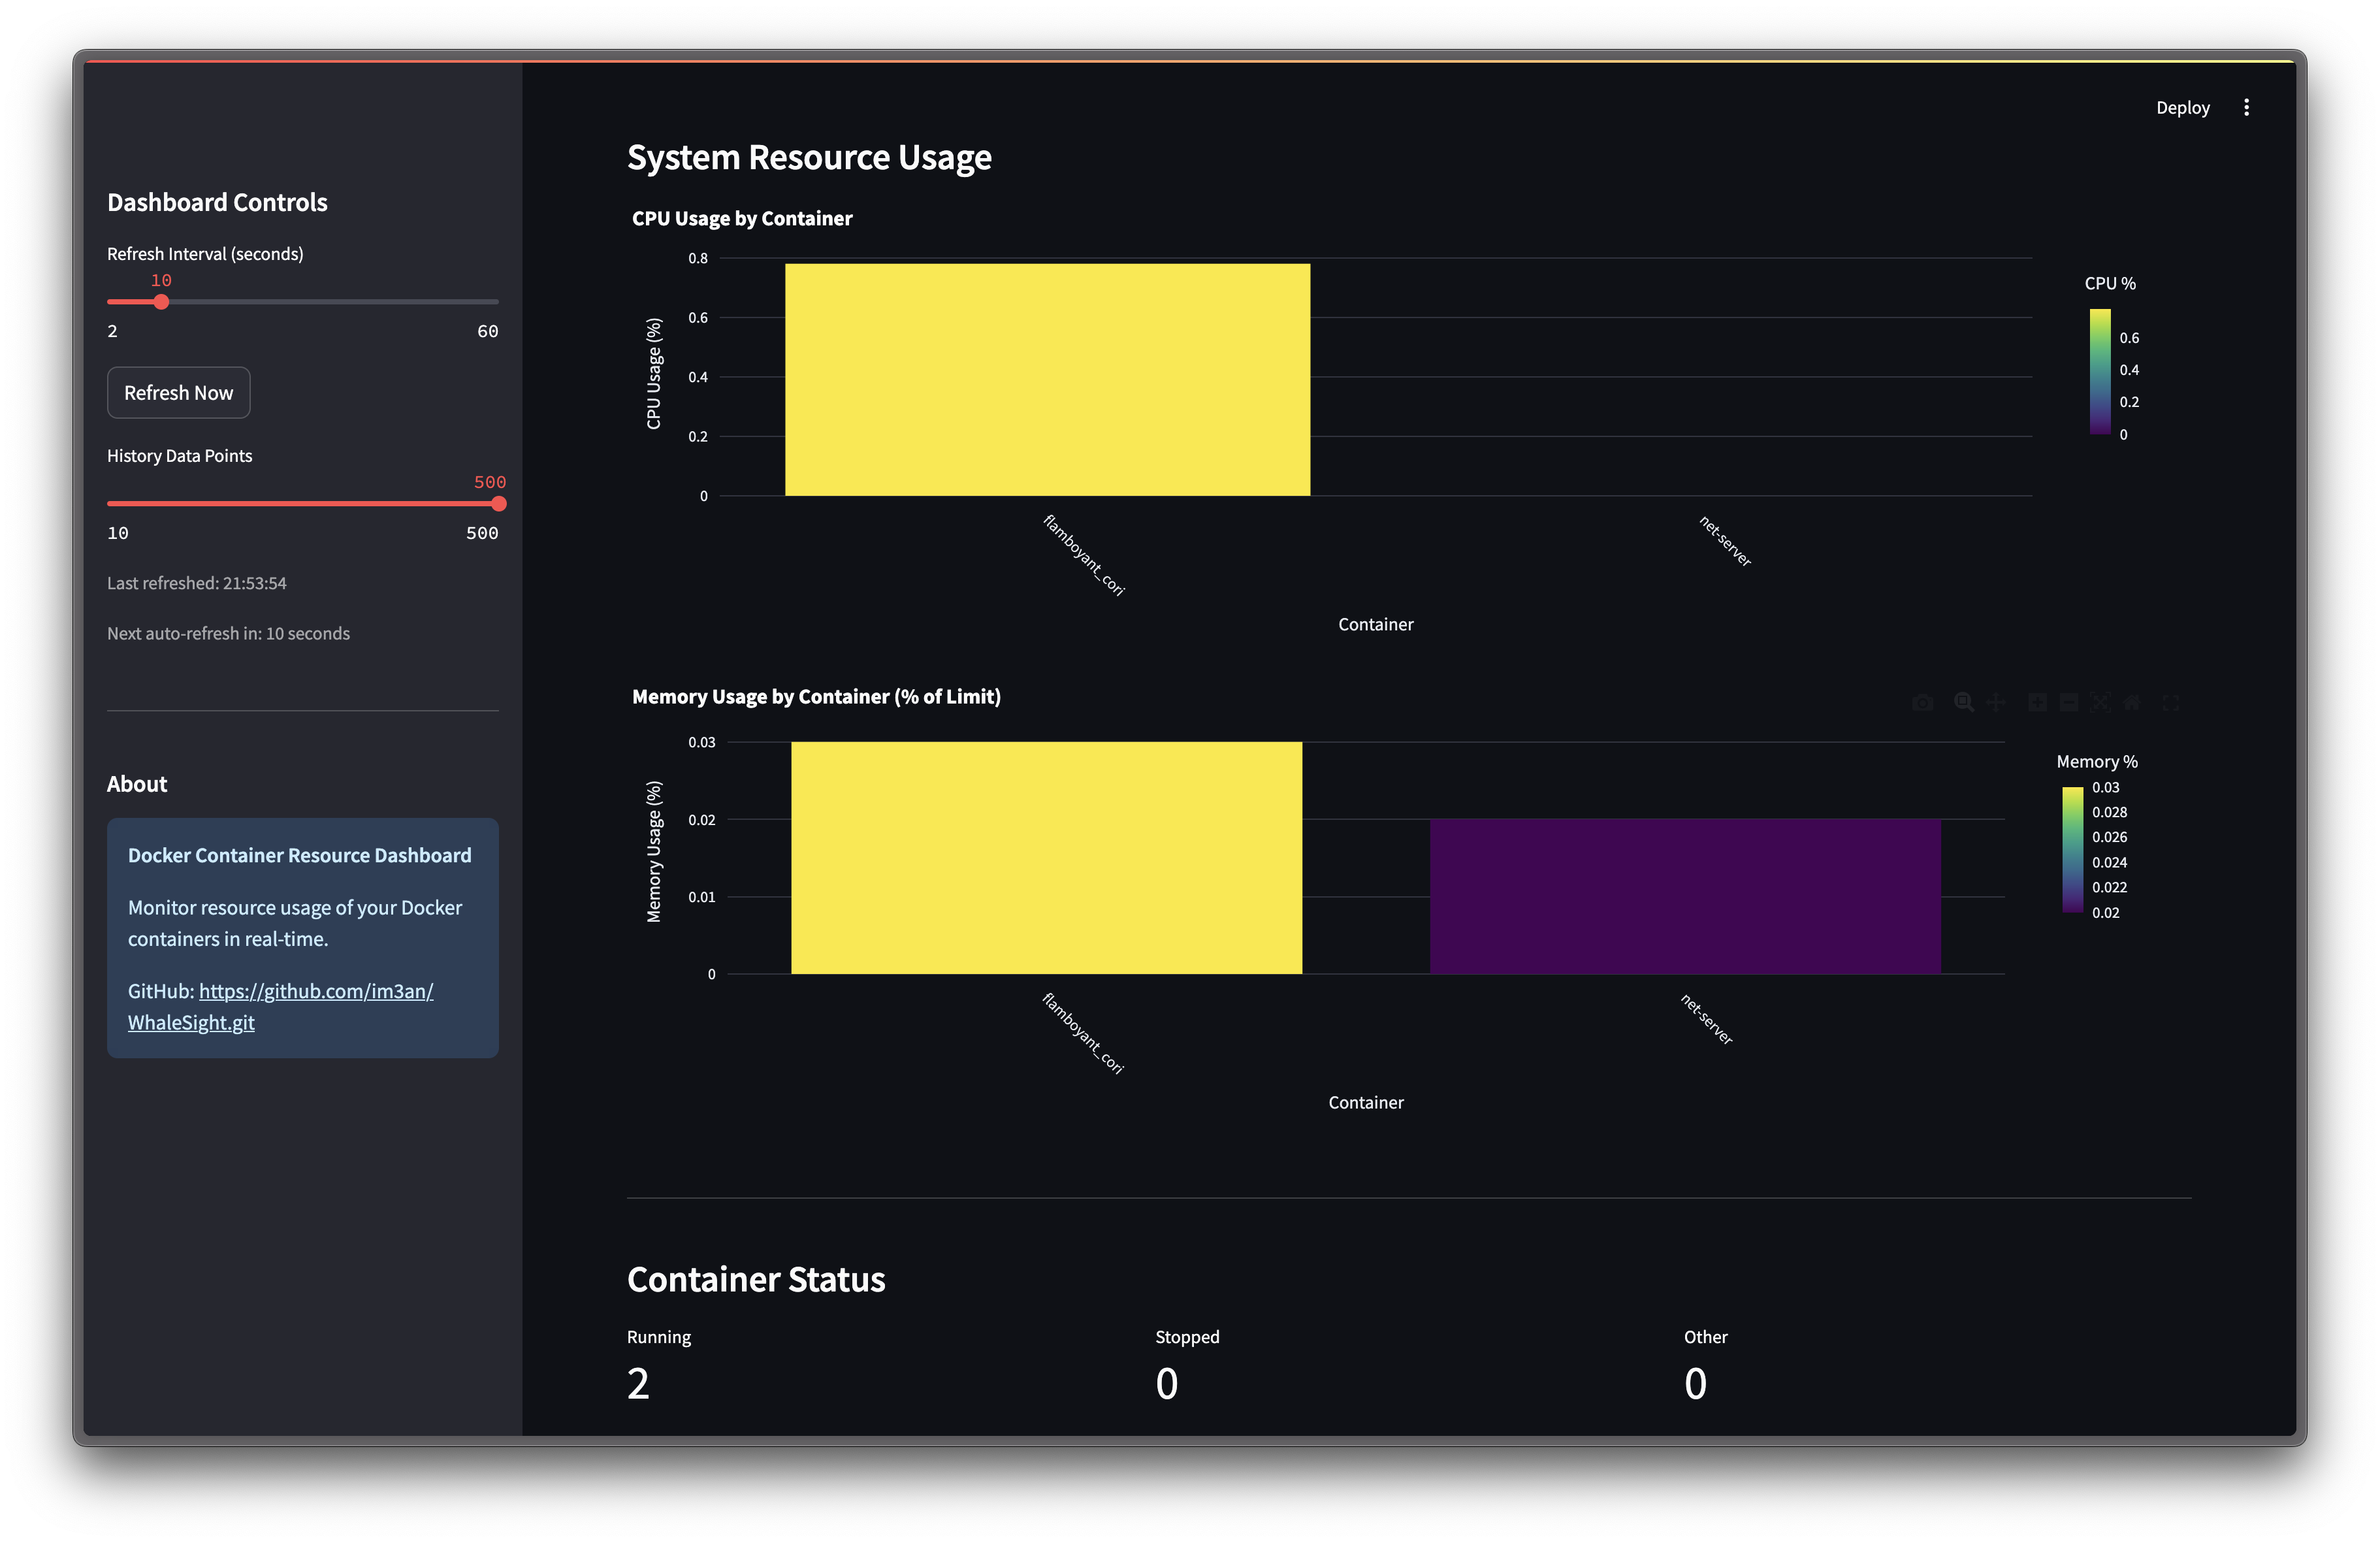 Deploy
Dashboard Controls
Refresh Interval (seconds)
10
2
60
Refresh Now
History Data Points
500
10
500
Last refreshed: 21:53:54
Next auto-refresh in: 10 seconds
About
Docker Container Resource Dashboard
Monitor resource usage of your Docker
containers in real-time.
GitHub: https://github.com/im3an/
WhaleSight.git
System Resource Usage
CPU Usage by Container
CPU Usage (%)
0.8
0.6
0.4
0.2
0
flamboyant_cori
net-server
Container
CPU %
0.6
0.4
0.2
0
Memory Usage by Container (% of Limit)
Memory Usage (%)
0.03
0.02
0.01
0
flamboyant_cori
net-server
Container
Memory %
0.03
0.028
0.026
0.024
0.022
0.02
Container Status
Running
2
Stopped
0
Other
0